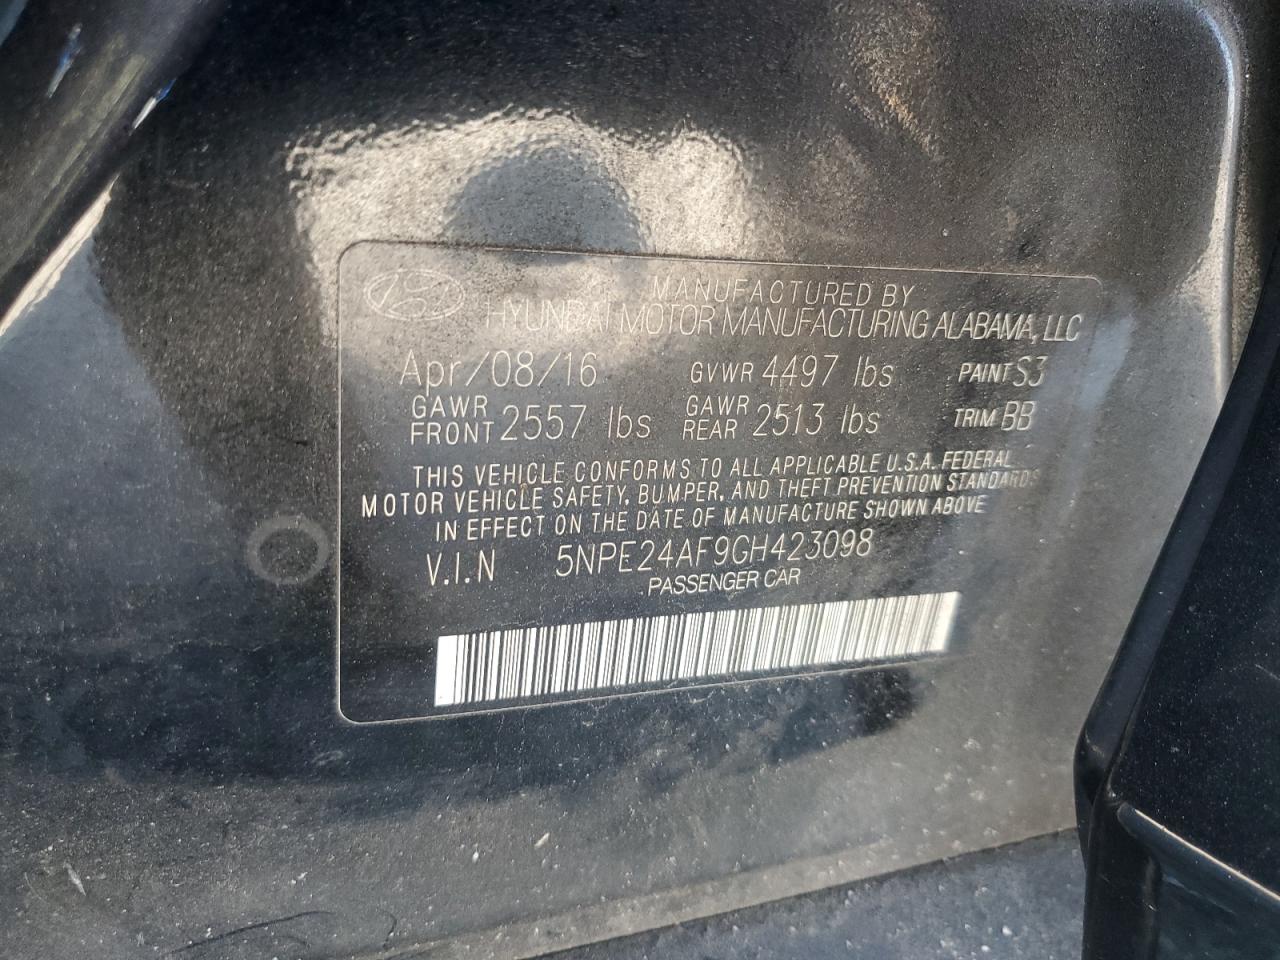 MANUFACTURED BY
HYUNDAI MOTOR MANUFACTURING ALABAMA, LLC
Apr/08/16 GVWR 4497 lbs PAINT S3
GAWR FRONT 2557 lbs GAWR REAR 2513 lbs TRIM BB
THIS VEHICLE CONFORMS TO ALL APPLICABLE U.S.A. FEDERAL
MOTOR VEHICLE SAFETY, BUMPER, AND THEFT PREVENTION STANDARDS
IN EFFECT ON THE DATE OF MANUFACTURE SHOWN ABOVE
V.I.N 5NPE24AF9GH423098
PASSENGER CAR